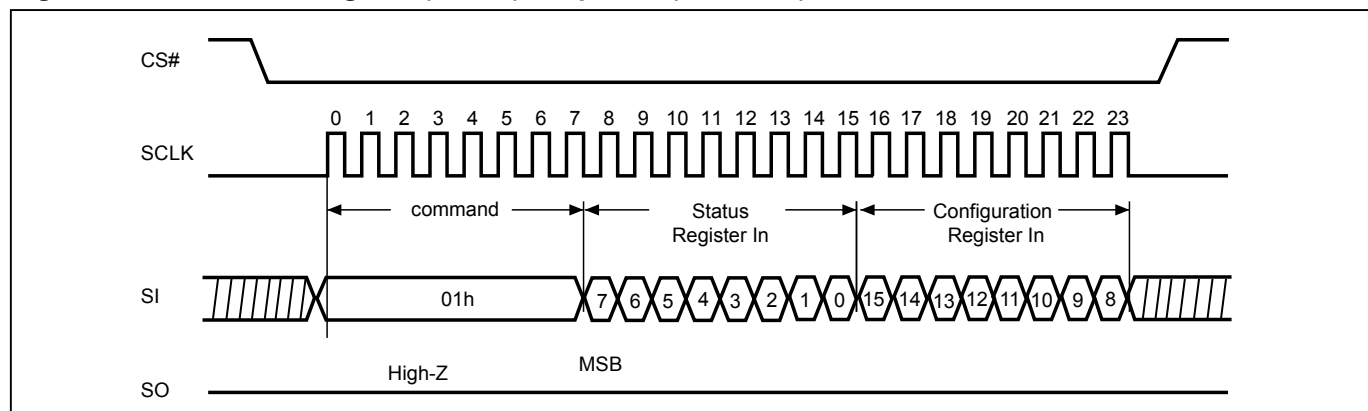 CS#
0 1 2 3 4 5 6 7 8 9 10 11 12 13 14 15 16 17 18 19 20 21 22 23
SCLK
command
Status
Register In
Configuration
Register In
SI
01h
7 6 5 4 3 2 1 0 15 14 13 12 11 10 9 8
High-Z
MSB
SO